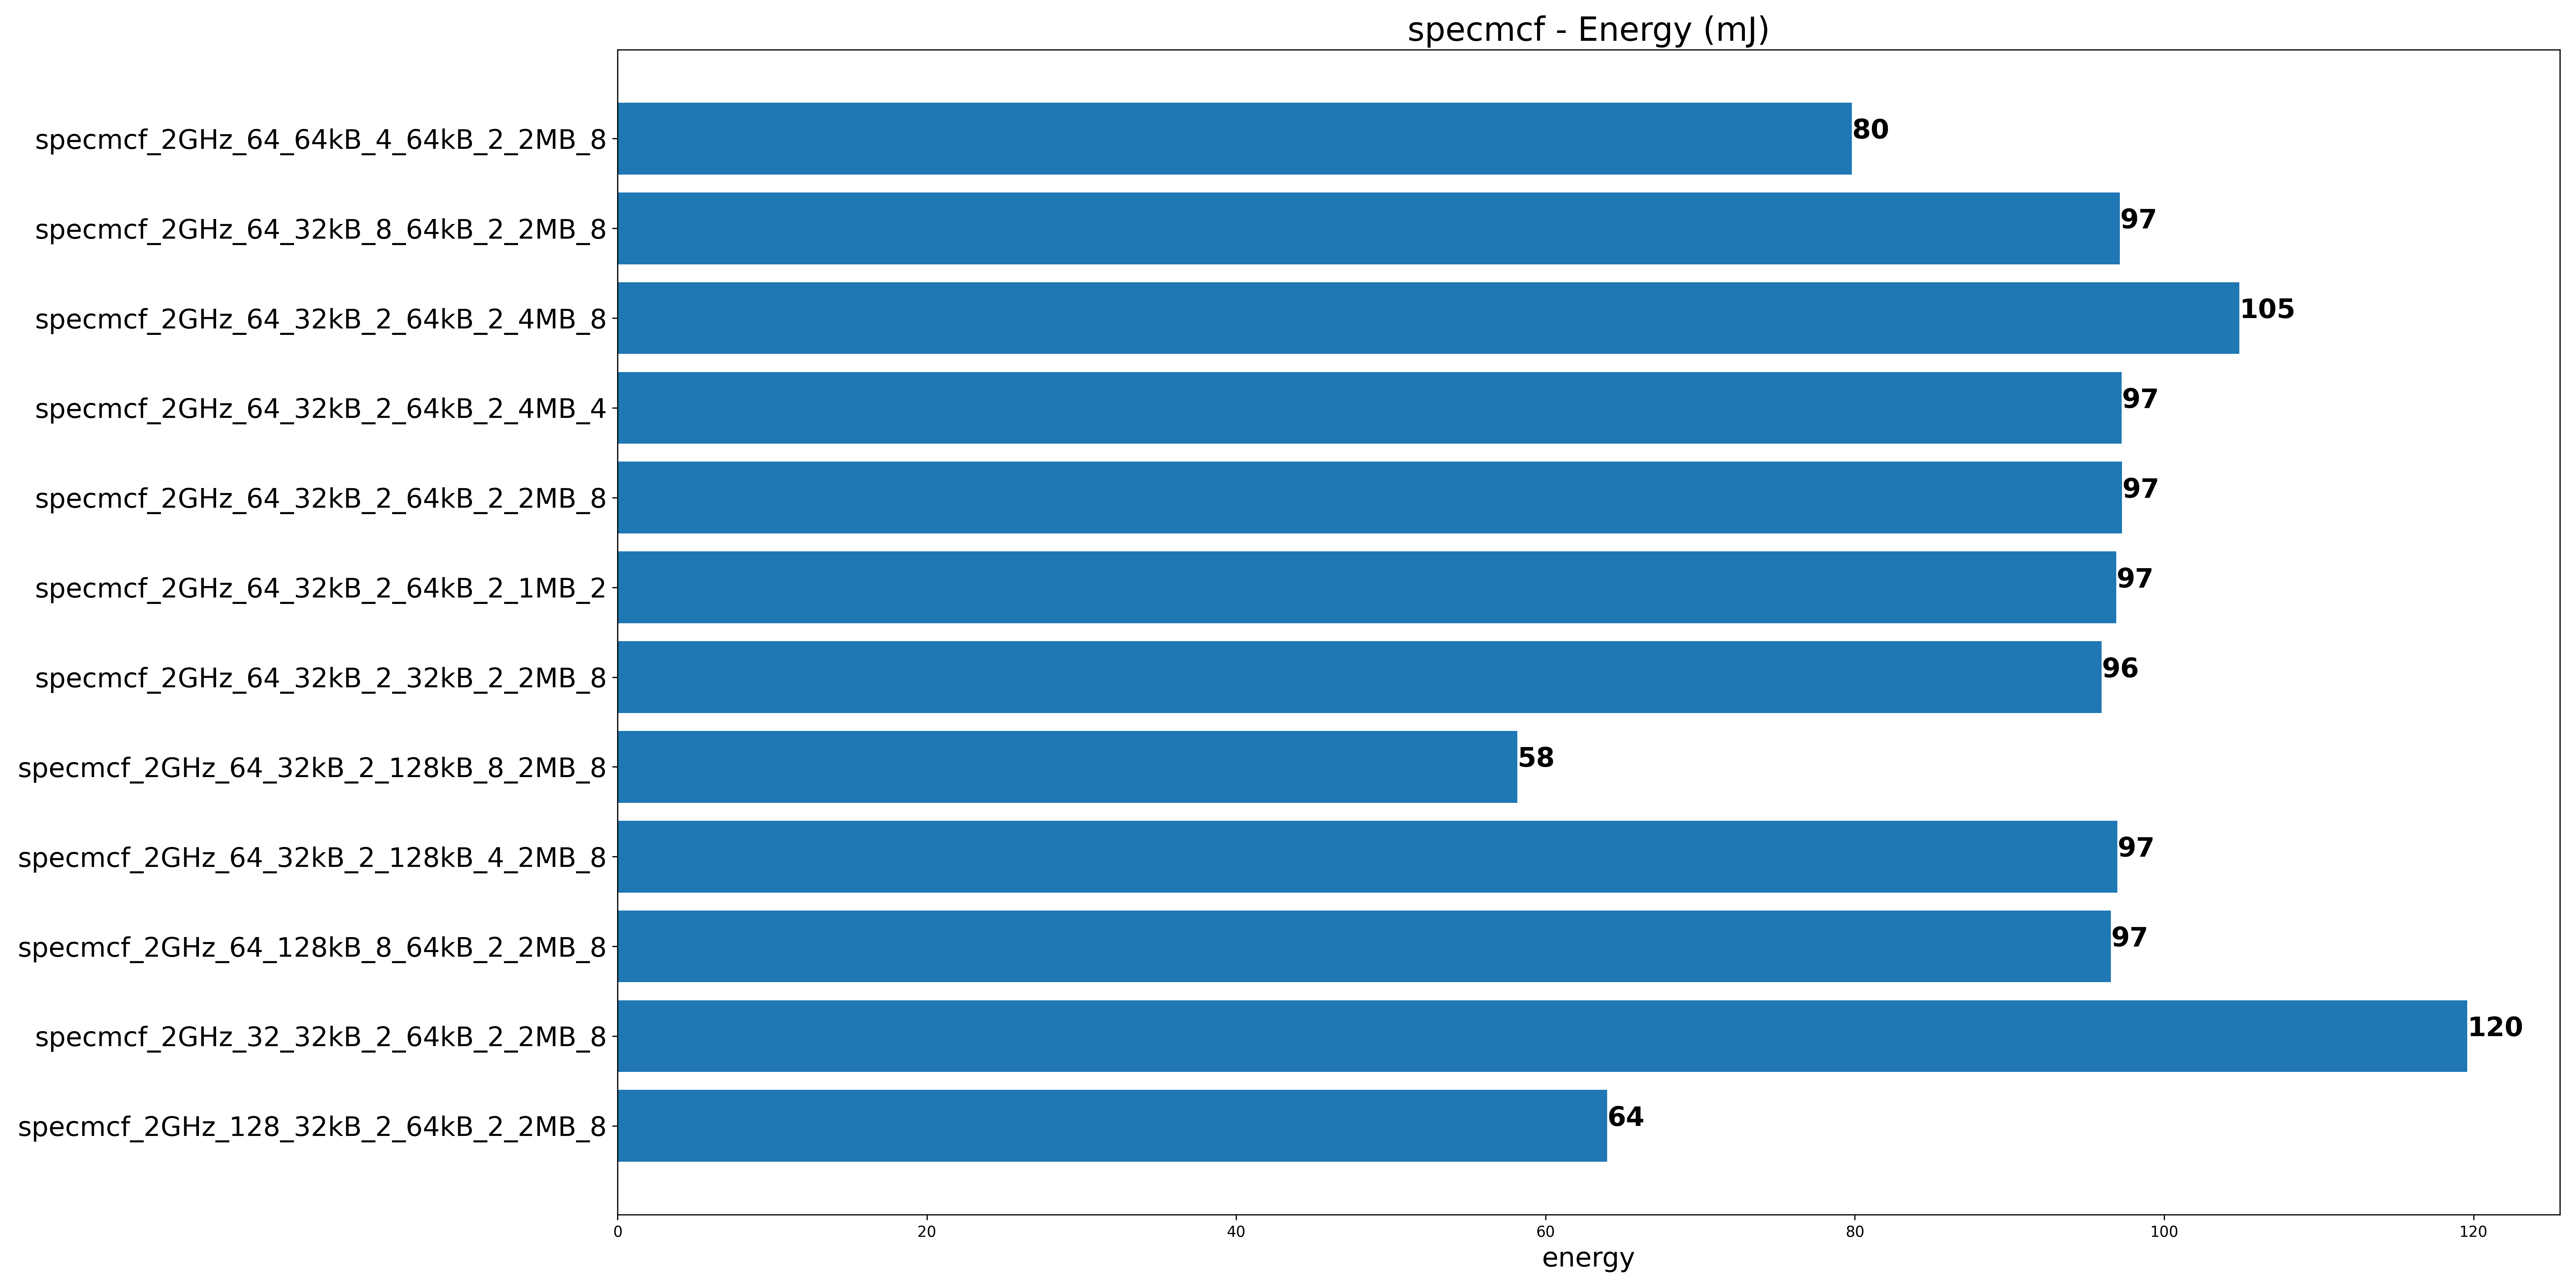 specmcf - Energy (mJ)
specmcf_2GHz_64_64kB_4_64kB_2_2MB_8 80
specmcf_2GHz_64_32kB_8_64kB_2_2MB_8 97
specmcf_2GHz_64_32kB_2_64kB_2_4MB_8 105
specmcf_2GHz_64_32kB_2_64kB_2_4MB_4 97
specmcf_2GHz_64_32kB_2_64kB_2_2MB_8 97
specmcf_2GHz_64_32kB_2_64kB_2_1MB_2 97
specmcf_2GHz_64_32kB_2_32kB_2_2MB_8 96
specmcf_2GHz_64_32kB_2_128kB_8_2MB_8 58
specmcf_2GHz_64_32kB_2_128kB_4_2MB_8 97
specmcf_2GHz_64_128kB_8_64kB_2_2MB_8 97
specmcf_2GHz_32_32kB_2_64kB_2_2MB_8 120
specmcf_2GHz_128_32kB_2_64kB_2_2MB_8 64
0 20 40 60 80 100 120
energy